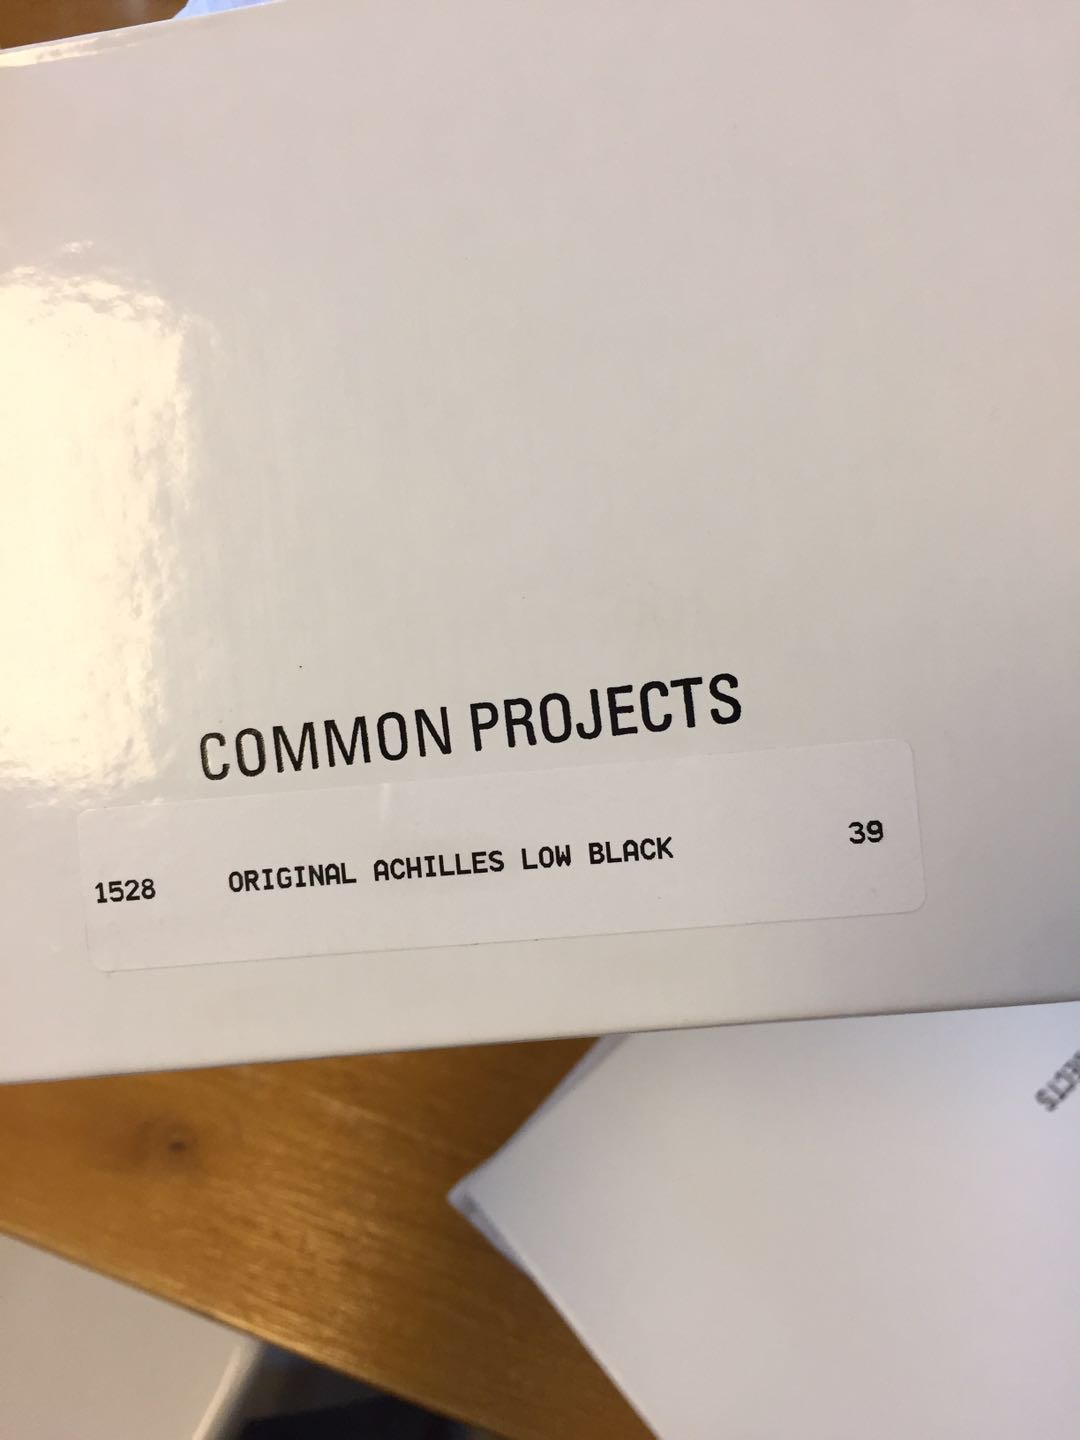 COMMON PROJECTS
1528 ORIGINAL ACHILLES LOW BLACK 39